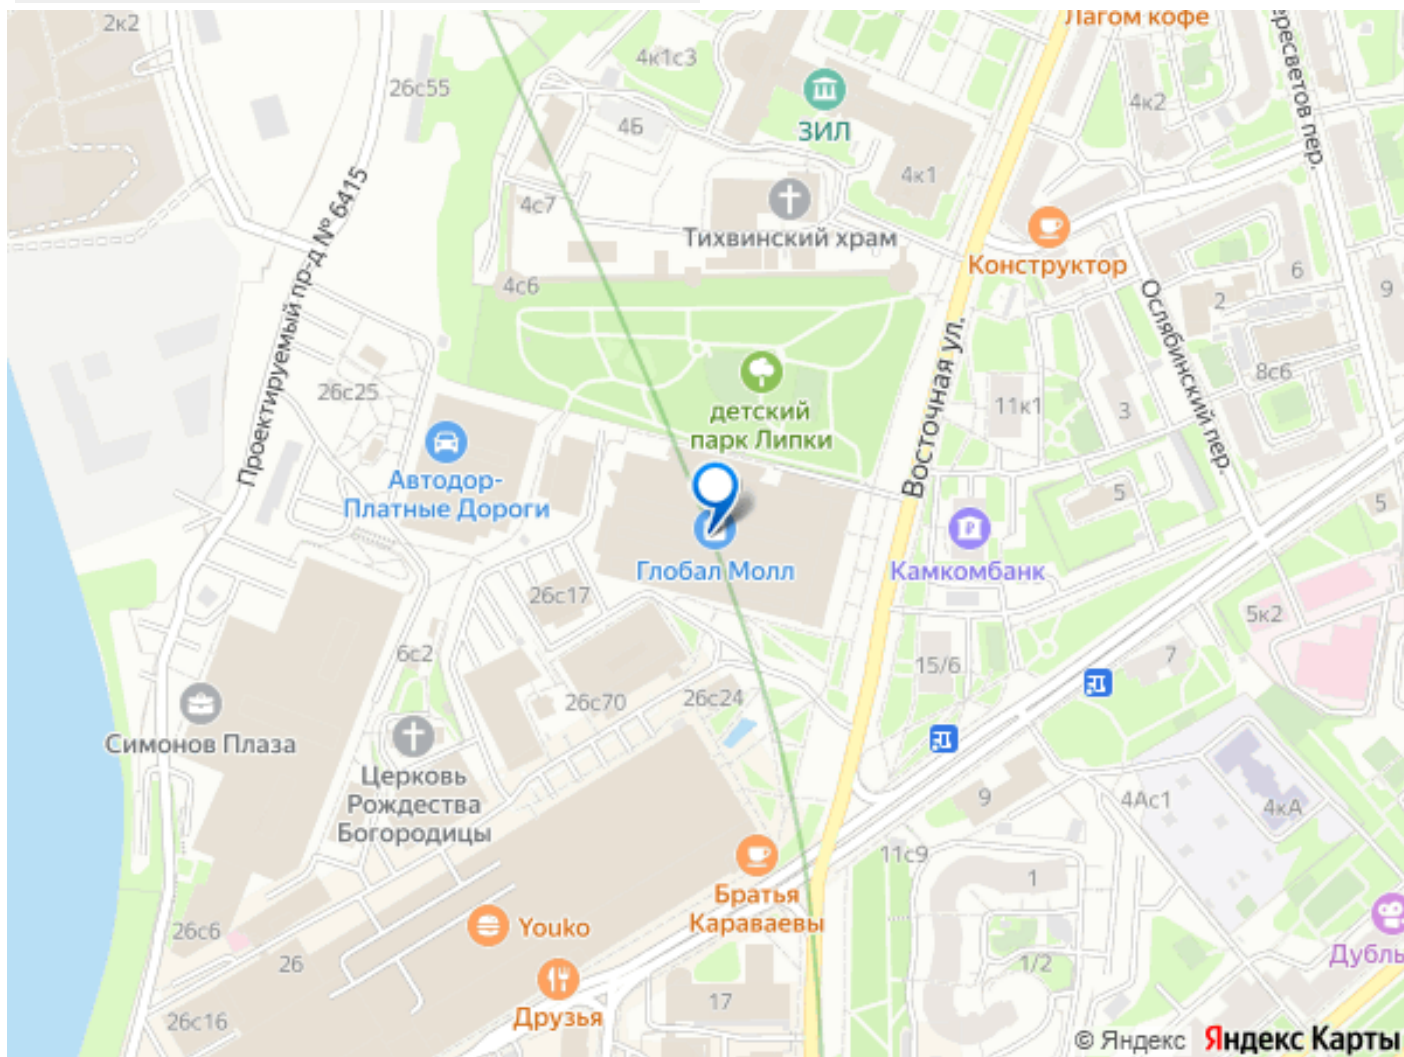 2к2
Лагом кофе
4к1с3
26с55
ЗИЛ
4Б
4к2
ересветов пер.
4к1
4с7
Тихвинский храм
Конструктор
Проектируемый пр-д № 6415
4с6
6
2
9
Ослябинский пер.
Восточная ул.
26с25
8с6
детский
парк Липки
11к1
3
Автодор-
Платные Дороги
5
5
Глобал Молл
Камкомбанк
26с17
5к2
6с2
15/6
7
26с70
26с24
Симонов Плаза
Церковь
Рождества
Богородицы
9
4Ас1
4кА
11с9
1
Братья
Караваевы
Youko
26с6
26
Дубль
1/2
17
Друзья
26с16
© Яндекс Яндекс Карты